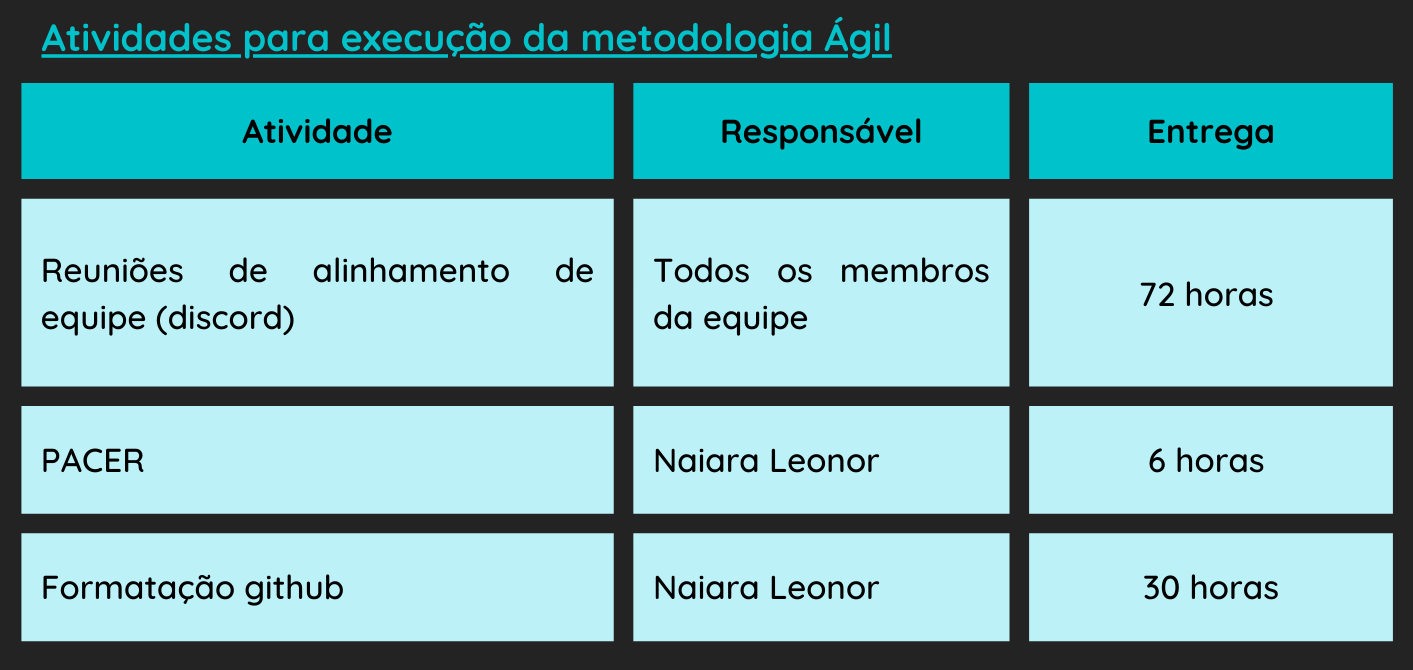 Atividades para execução da metodologia Ágil
Atividade
Responsável
Entrega
Reuniões de alinhamento de
equipe (discord)
Todos os membros
da equipe
72 horas
PACER
Naiara Leonor
6 horas
Formatação github
Naiara Leonor
30 horas